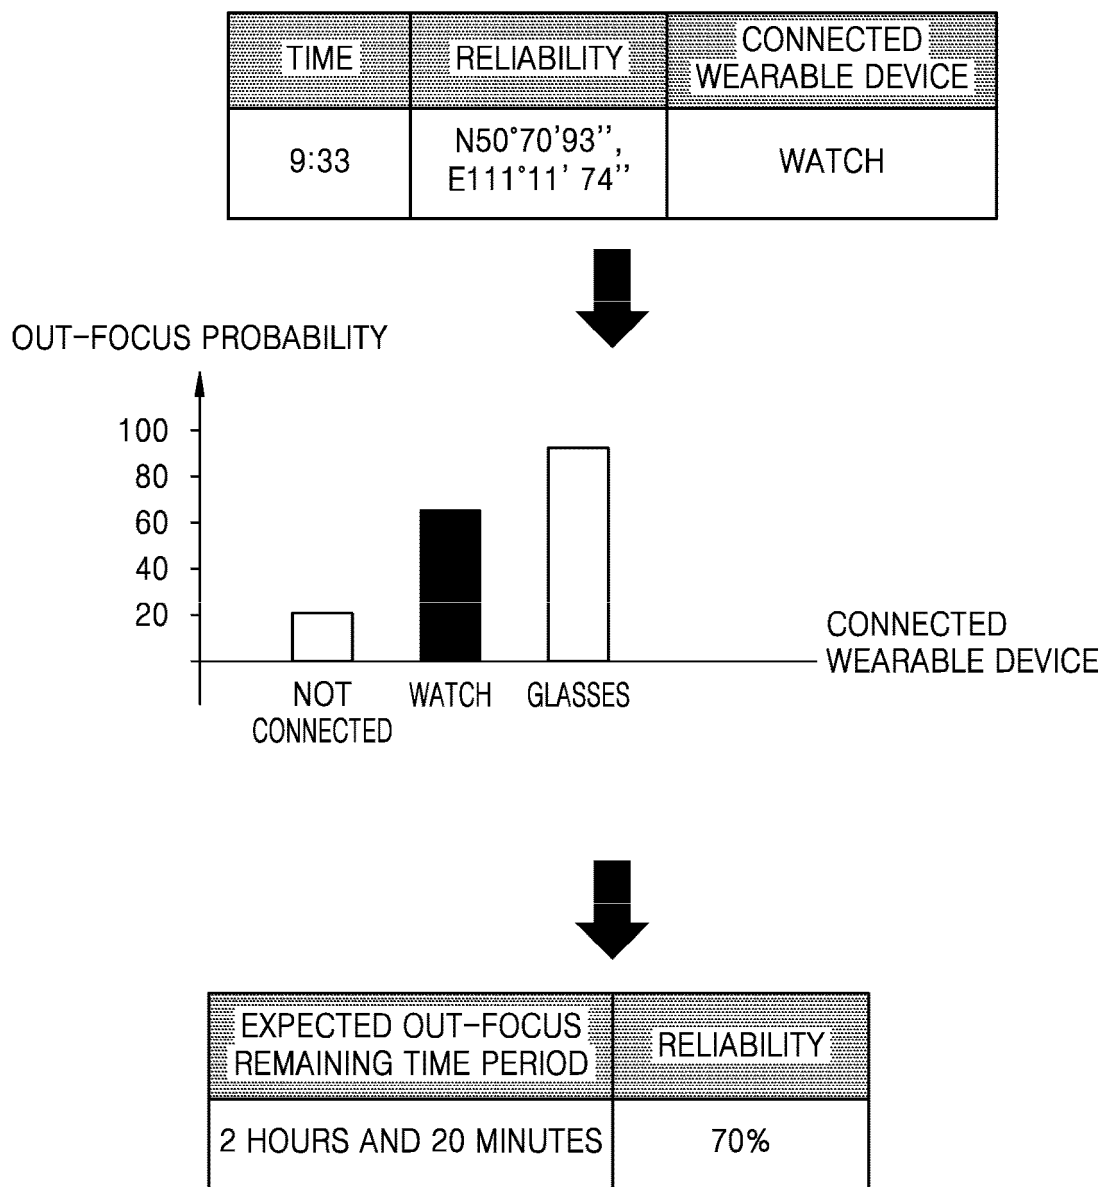 TIME RELIABILITY CONNECTED
WEARABLE DEVICE
9:33 N50°70'93'',
E111°11' 74'' WATCH
OUT-FOCUS PROBABILITY
100
80
60
40
20
CONNECTED
WEARABLE DEVICE
NOT
CONNECTED WATCH GLASSES
EXPECTED OUT-FOCUS
REMAINING TIME PERIOD RELIABILITY
2 HOURS AND 20 MINUTES 70%